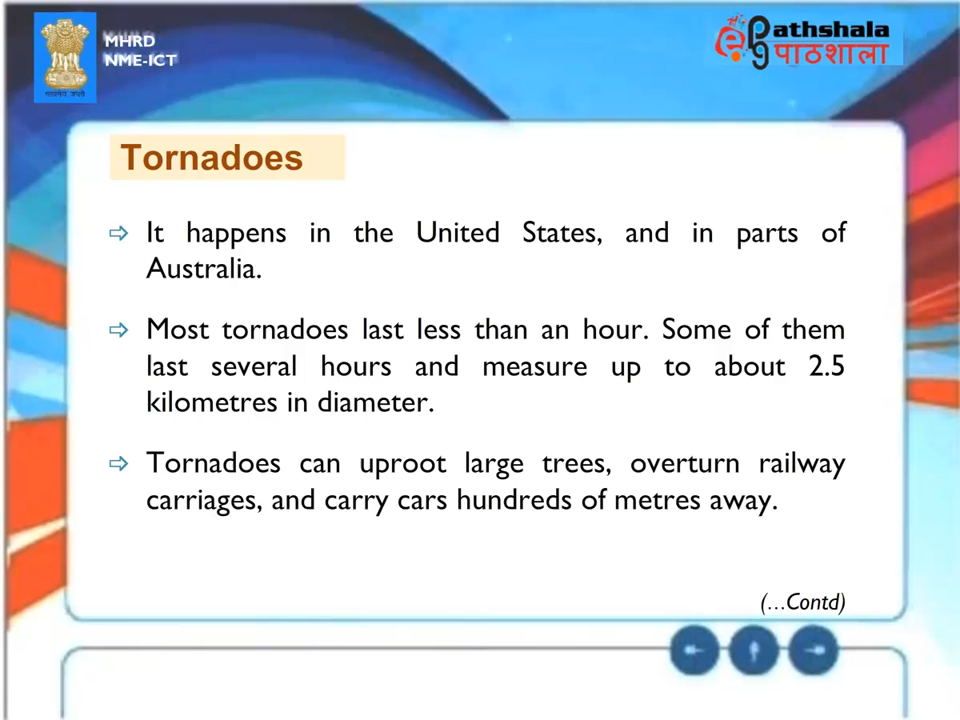 MHRD
NME-ICT
ePG athshala
पाठशाला
Tornadoes
It happens in the United States, and in parts of
Australia.
Most tornadoes last less than an hour. Some of them
last several hours and measure up to about 2.5
kilometres in diameter.
Tornadoes can uproot large trees, overturn railway
carriages, and carry cars hundreds of metres away.
(...Contd)